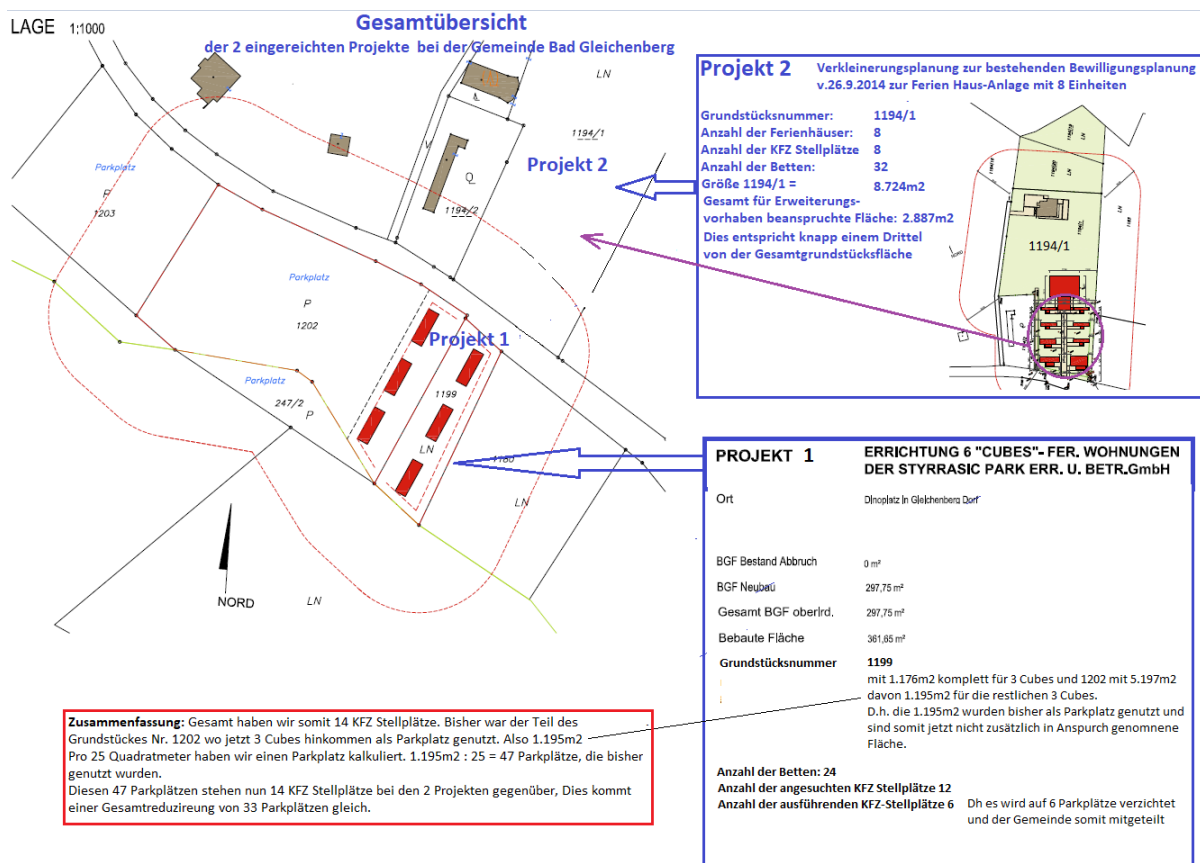 LAGE 1:1000
Gesamtübersicht
der 2 eingereichten Projekte bei der Gemeinde Bad Gleichenberg
LN
1194/1
Projekt 2
Q
1194/2
Parkplatz
P
1203
Parkplatz
P
1202
Projekt 1
Parkplatz
247/2
P
1199
LN
1180
LN
NORD
LN
Projekt 2 Verkleinerungsplanung zur bestehenden Bewilligungsplanung
v.26.9.2014 zur Ferien Haus-Anlage mit 8 Einheiten
Grundstücksnummer: 1194/1
Anzahl der Ferienhäuser: 8
Anzahl der KFZ Stellplätze 8
Anzahl der Betten: 32
Größe 1194/1 = 8.724m2
Gesamt für Erweiterungs-
vorhaben beanspruchte Fläche: 2.887m2
Dies entspricht knapp einem Drittel
von der Gesamtgrundstücksfläche
LN
LN
1194/1
NORD
PROJEKT 1 ERRICHTUNG 6 "CUBES"- FER. WOHNUNGEN
DER STYRRASIC PARK ERR. U. BETR.GmbH
Ort Dinoplatz in Gleichenberg Dorf
BGF Bestand Abbruch 0 m²
BGF Neubau 297,75 m²
Gesamt BGF oberird. 297,75 m²
Bebaute Fläche 361,65 m²
Grundstücksnummer 1199
mit 1.176m2 komplett für 3 Cubes und 1202 mit 5.197m2
davon 1.195m2 für die restlichen 3 Cubes.
D.h. die 1.195m2 wurden bisher als Parkplatz genutzt und
sind somit jetzt nicht zusätzlich in Anspurch genomne
Fläche.
Anzahl der Betten: 24
Anzahl der angesuchten KFZ Stellplätze 12
Anzahl der ausführenden KFZ-Stellplätze 6 Dh es wird auf 6 Parkplätze verzichtet
und der Gemeinde somit mitgeteilt
Zusammenfassung: Gesamt haben wir somit 14 KFZ Stellplätze. Bisher war der Teil des
Grundstückes Nr. 1202 wo jetzt 3 Cubes hinkommen als Parkplatz genutzt. Also 1.195m2
Pro 25 Quadratmeter haben wir einen Parkplatz kalkuliert. 1.195m2 : 25 = 47 Parkplätze, die bisher
genutzt wurden.
Diesen 47 Parkplätzen stehen nun 14 KFZ Stellplätze bei den 2 Projekten gegenüber, Dies kommt
einer Gesamtreduzireung von 33 Parkplätzen gleich.